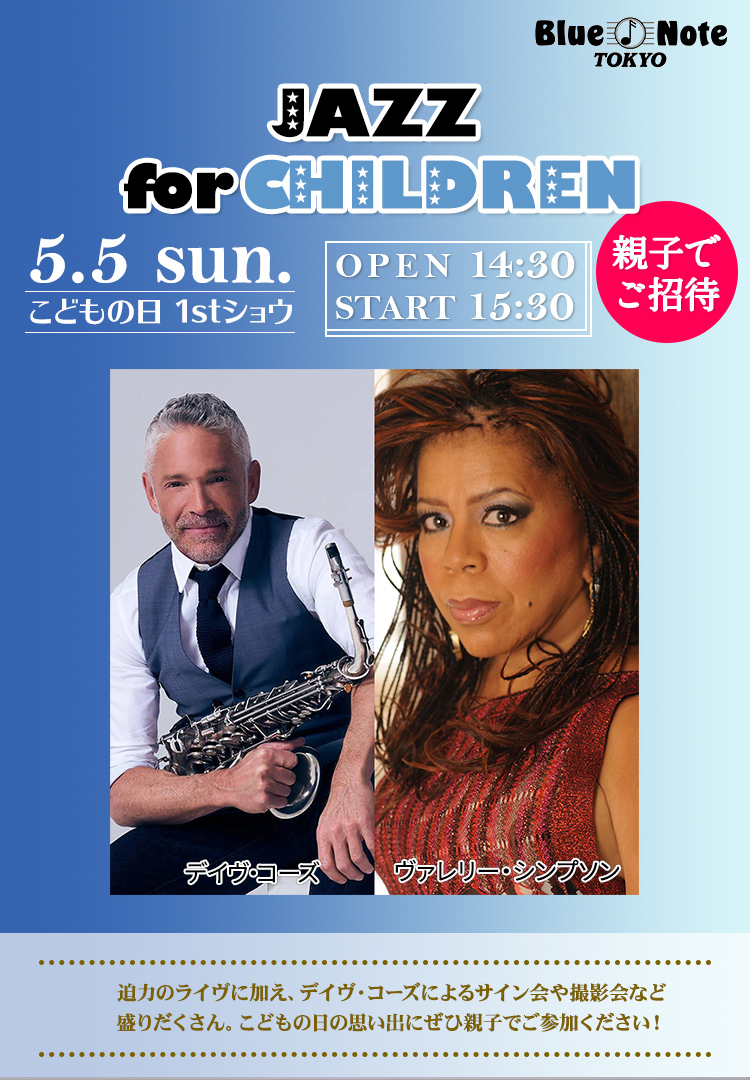 Blue Note
TOKYO
JAZZ
for CHILDREN
5.5 sun.
こどもの日 1stショウ
OPEN 14:30
START 15:30
親子で
ご招待
デイヴ・コーズ
ヴァレリー・シンプソン
迫力のライヴに加え、デイヴ・コーズによるサイン会や撮影会など
盛りだくさん。こどもの日の思い出にぜひ親子でご参加ください！